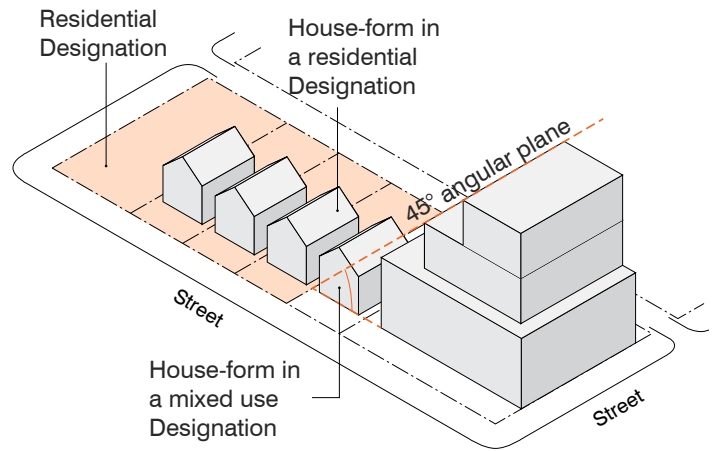 Residential
Designation
House-form in
a residential
Designation
45° angular plane
Street
House-form in
a mixed use
Designation
Street